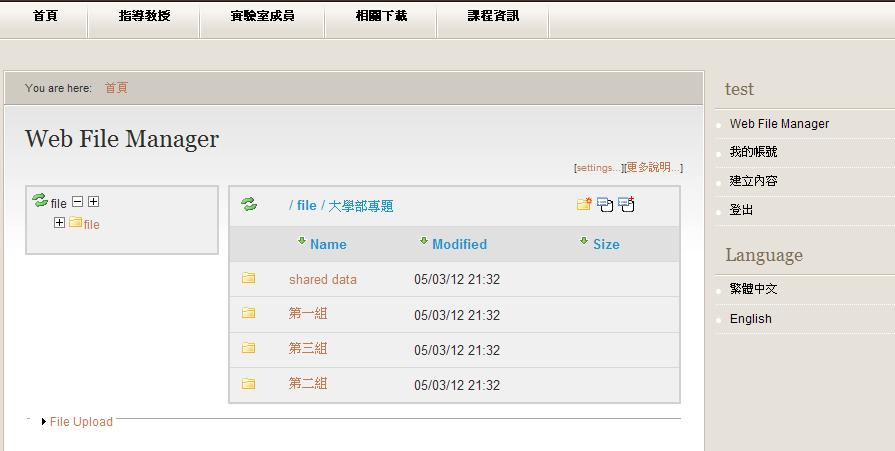 首頁 指導教授 實驗室成員 相關下載 課程資訊
You are here: 首頁
Web File Manager
[settings...][更多說明...]
file
file
/ file / 大學部專題
Name Modified Size
shared data 05/03/12 21:32
第一組 05/03/12 21:32
第三組 05/03/12 21:32
第二組 05/03/12 21:32
File Upload
test
Web File Manager
我的帳號
建立內容
登出
Language
繁體中文
English